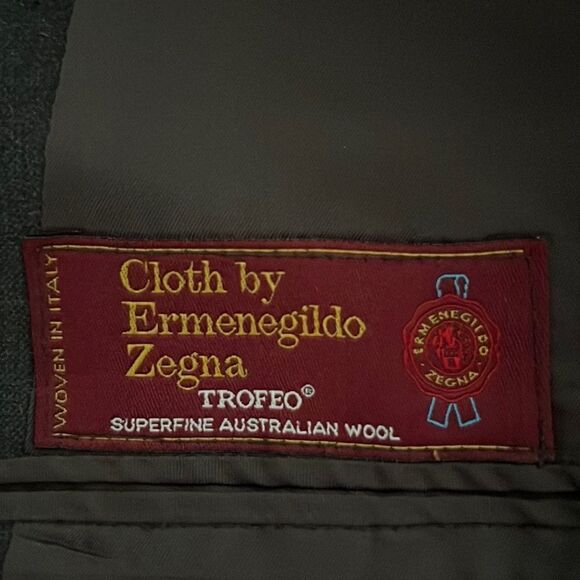 WOVEN IN ITALY
Cloth by
Ermenegildo
Zegna
TROFEO®
SUPERFINE AUSTRALIAN WOOL
ERMENEGILDO
ZEGNA